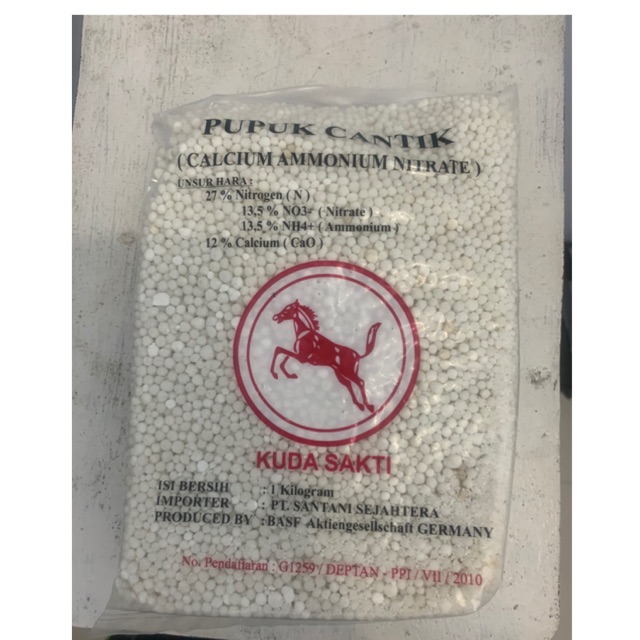 PUPUK CANTIK
( CALCIUM AMMONIUM NITRATE )
UNSUR HARA :
27 % Nitrogen ( N )
13,5 % NO3- ( Nitrate )
13,5 % NH4+ ( Ammonium )
12 % Calcium ( CaO )
KUDA SAKTI
ISI BERSIH : 1 Kilogram
IMPORTER : PT. SANTANI SEJAHTERA
PRODUCED BY : BASF Aktiengesellschaft GERMANY
No. Pendaftaran : G1259 / DEPTAN - PPI / VII / 2010